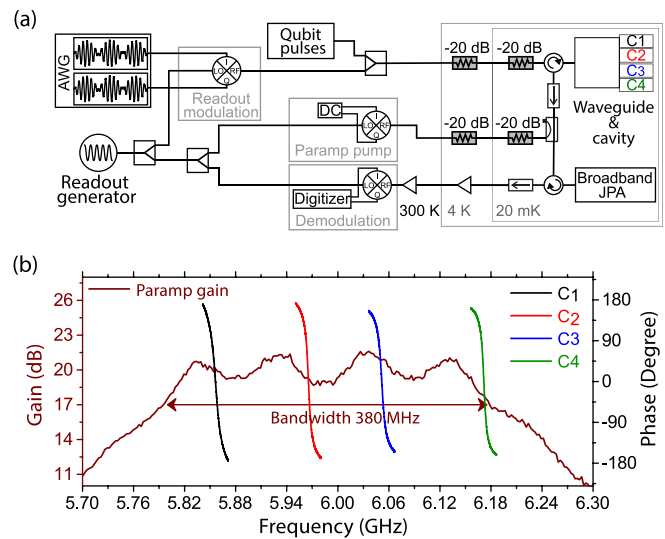 (a)
AWG
Qubit
pulses
I
LO RF
Q
Readout
modulation
-20 dB
-20 dB
C1
C2
C3
C4
Waveguide
&
cavity
Readout
generator
DC
I
LO RF
Q
Paramp pump
-20 dB
-20 dB
Digitizer
I
LO RF
Q
Demodulation
300 K
4 K
20 mK
Broadband
JPA
(b)
Paramp gain
C1
C2
C3
C4
Bandwidth 380 MHz
26
23
20
17
14
11
Gain (dB)
180
90
0
-90
-180
Phase (Degree)
5.70
5.76
5.82
5.88
5.94
6.00
6.06
6.12
6.18
6.24
6.30
Frequency (GHz)